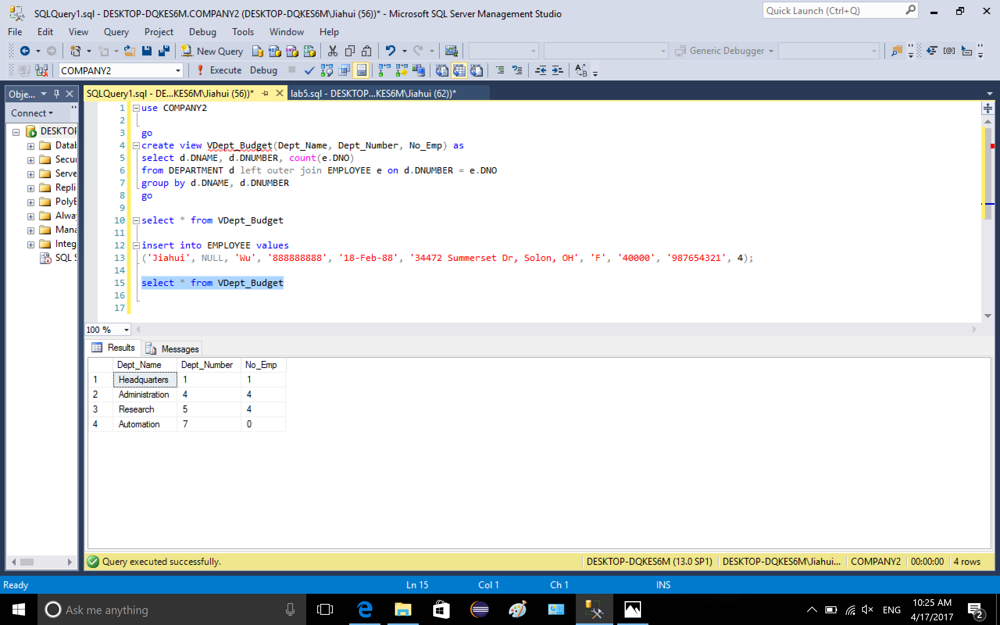 SQLQuery1.sql - DESKTOP-DQKES6M.COMPANY2 (DESKTOP-DQKES6M\Jiahui (56))* - Microsoft SQL Server Management Studio
Quick Launch (Ctrl+Q)
File Edit View Query Project Debug Tools Window Help
New Query Generic Debugger
COMPANY2 Execute Debug
Obje...
SQLQuery1.sql - DE...KES6M\Jiahui (56))* lab5.sql - DESKTOP...KES6M\Jiahui (62))*
Connect
DESKTOP
Datab
Secur
Serve
Repli
PolyB
Alway
Mana
Integ
SQL S
1 use COMPANY2
2
3 go
4 create view VDept_Budget(Dept_Name, Dept_Number, No_Emp) as
5 select d.DNAME, d.DNUMBER, count(e.DNO)
6 from DEPARTMENT d left outer join EMPLOYEE e on d.DNUMBER = e.DNO
7 group by d.DNAME, d.DNUMBER
8 go
9
10 select * from VDept_Budget
11
12 insert into EMPLOYEE values
13 ('Jiahui', NULL, 'Wu', '888888888', '18-Feb-88', '34472 Summerset Dr, Solon, OH', 'F', '40000', '987654321', 4);
14
15 select * from VDept_Budget
16
17
100 %
Results Messages
Dept_Name Dept_Number No_Emp
1 Headquarters 1 1
2 Administration 4 4
3 Research 5 4
4 Automation 7 0
Query executed successfully. DESKTOP-DQKES6M (13.0 SP1) DESKTOP-DQKES6M\Jiahui... COMPANY2 00:00:00 4 rows
Ready Ln 15 Col 1 Ch 1 INS
Ask me anything
ENG
10:25 AM
4/17/2017
2